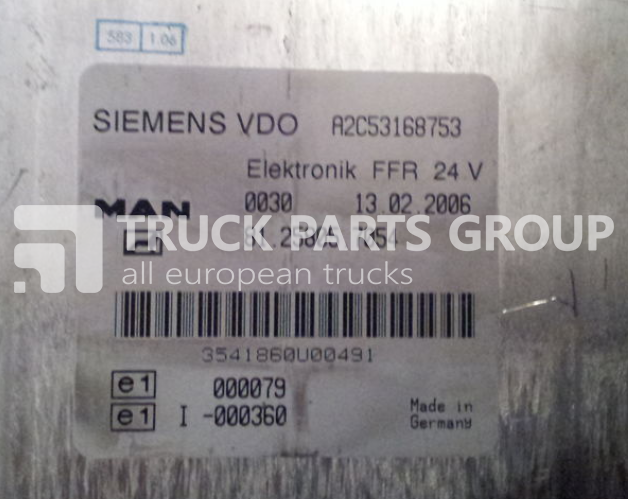 583 1.06
SIEMENS VDO A2C53168753
Elektronik FFR 24 V
MAN 0030 13.02.2006
TRUCK PARTS GROUP
all european trucks
3541860U00491
e1 000079
e1 I -000360
Made in
Germany